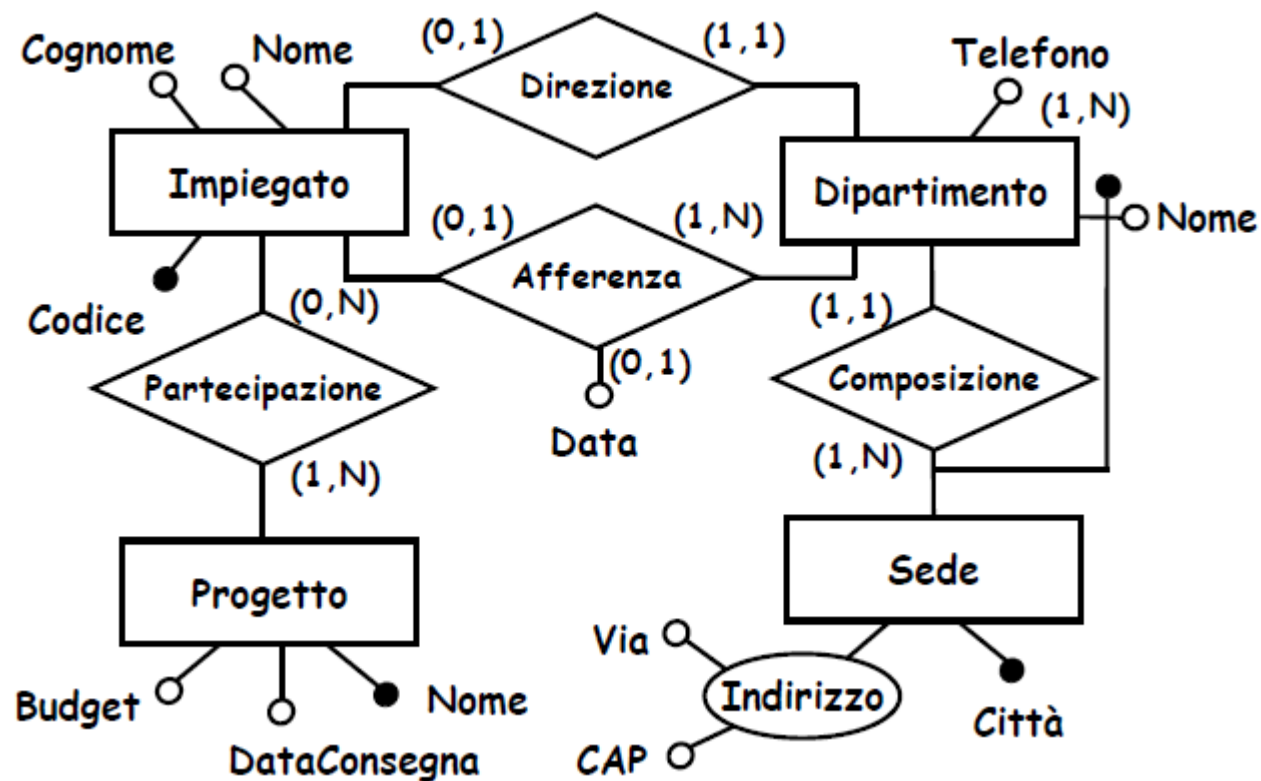 Cognome
Nome
(0,1)
(1,1)
Telefono
(1,N)
Direzione
Impiegato
Dipartimento
Nome
(0,1)
(1,N)
Afferenza
Codice
(0,N)
(1,1)
(0,1)
Partecipazione
Composizione
Data
(1,N)
(1,N)
Progetto
Sede
Via
Indirizzo
Budget
Nome
Città
DataConsegna
CAP